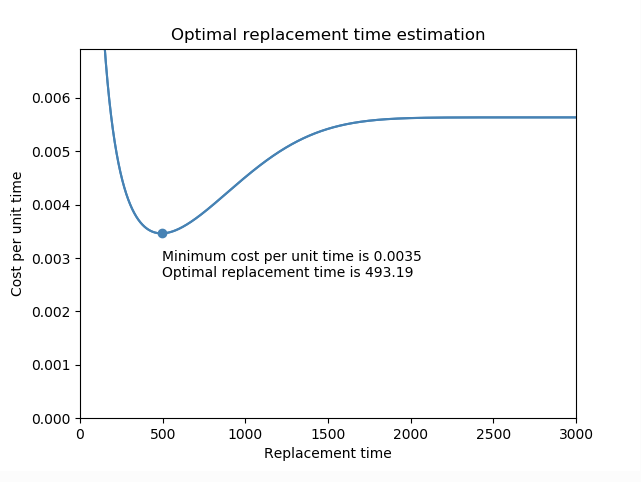 Optimal replacement time estimation
0.006
0.005
0.004
0.003
0.002
0.001
0.000
Cost per unit time
Minimum cost per unit time is 0.0035
Optimal replacement time is 493.19
0 500 1000 1500 2000 2500 3000
Replacement time